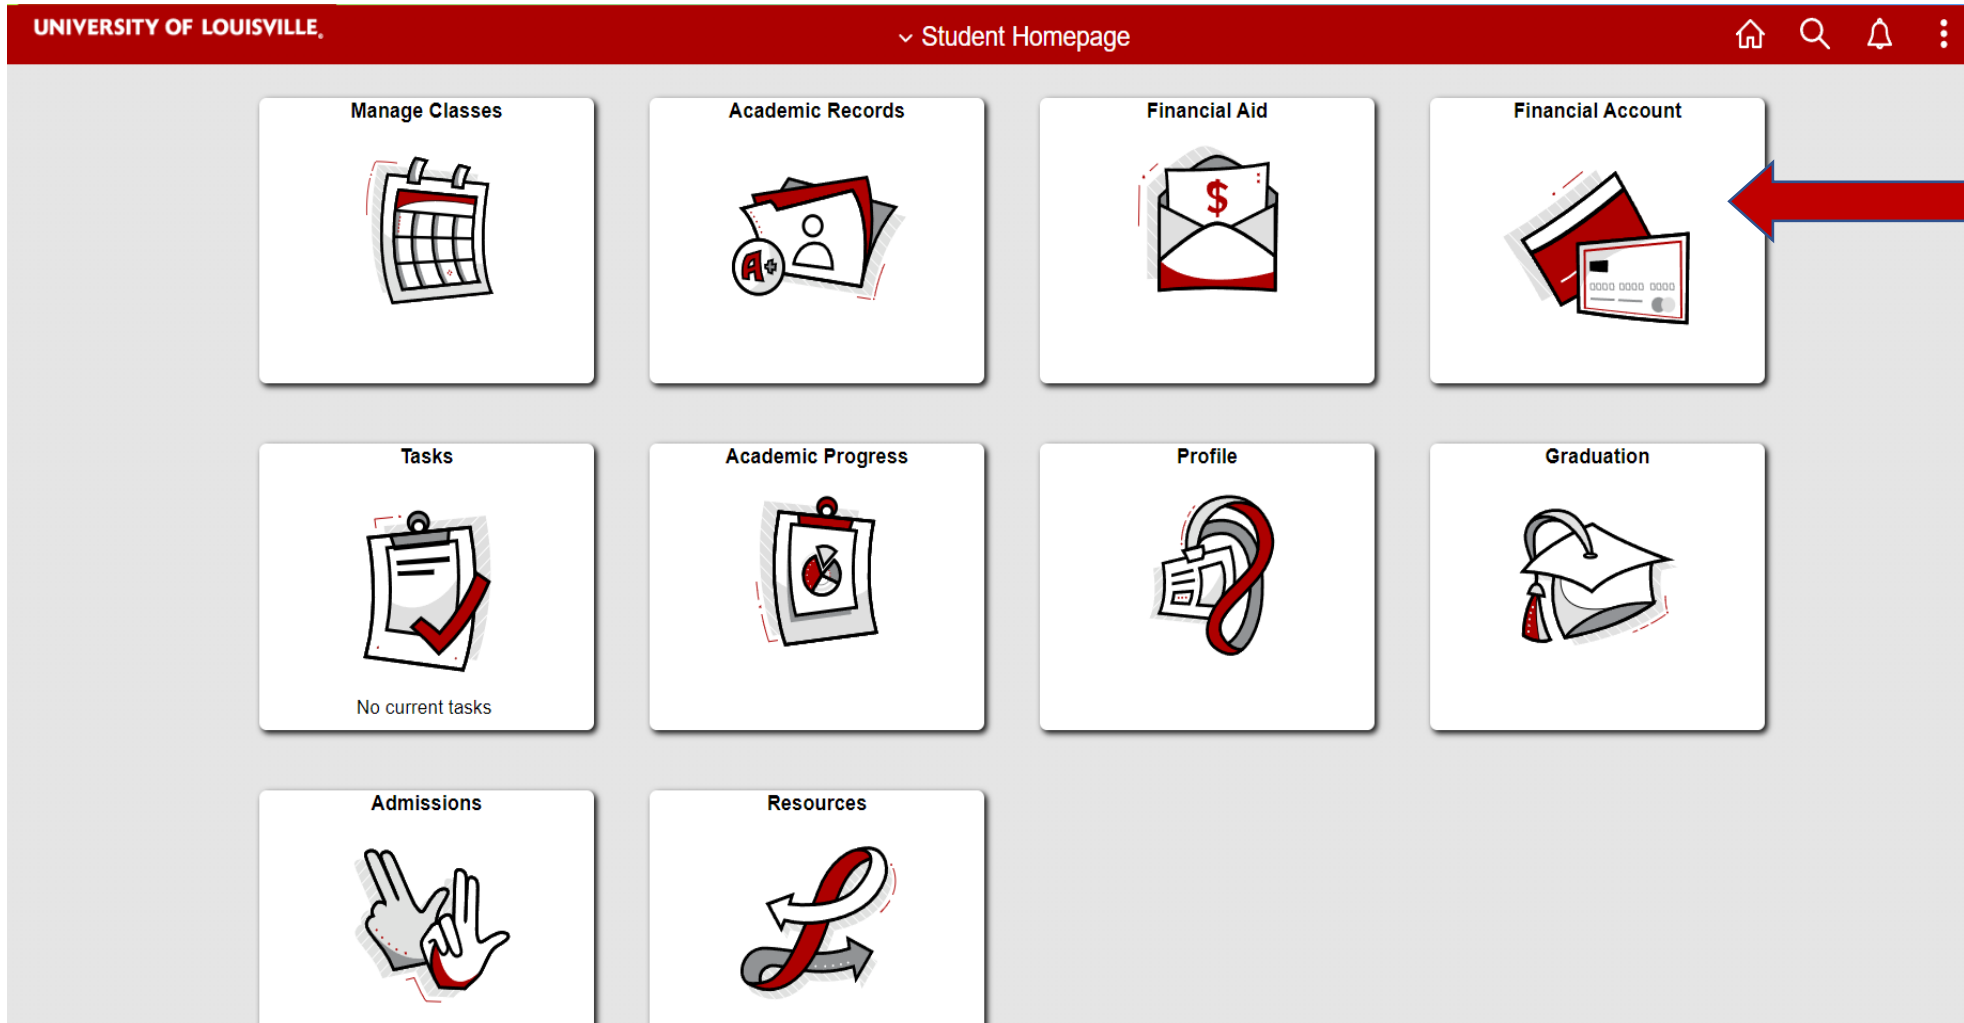 UNIVERSITY OF LOUISVILLE®
Student Homepage
Manage Classes
Academic Records
Financial Aid
Financial Account
$
A+
0000 0000 0000
Tasks
Academic Progress
Profile
Graduation
No current tasks
Admissions
Resources